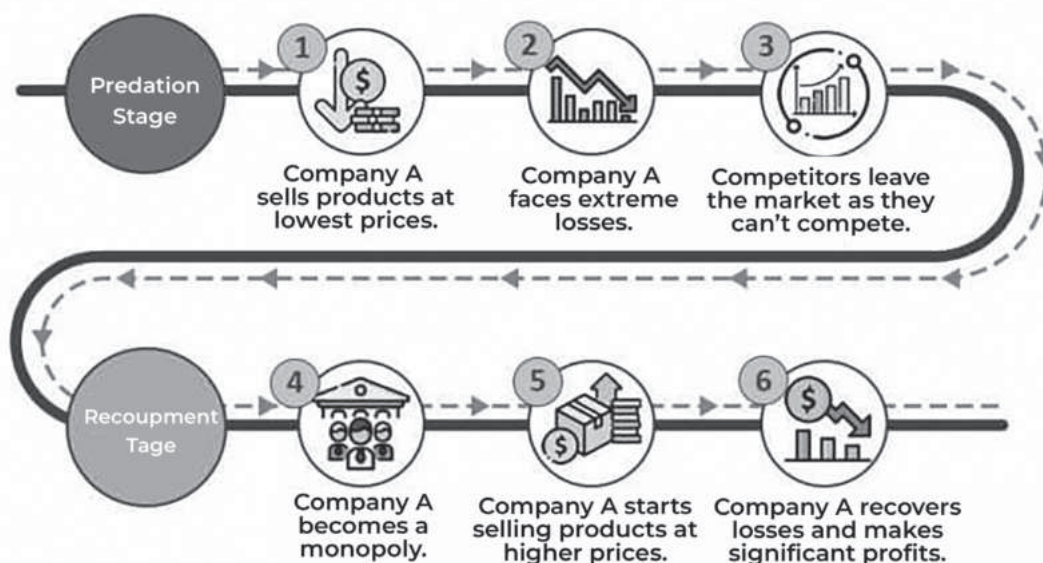 Predation
Stage
1
$
Company A
sells products at
lowest prices.
2
Company A
faces extreme
losses.
3
Competitors leave
the market as they
can't compete.
Recoupment
Tage
4
Company A
becomes a
monopoly.
5
$
Company A starts
selling products at
higher prices.
6
$
Company A recovers
losses and makes
significant profits.